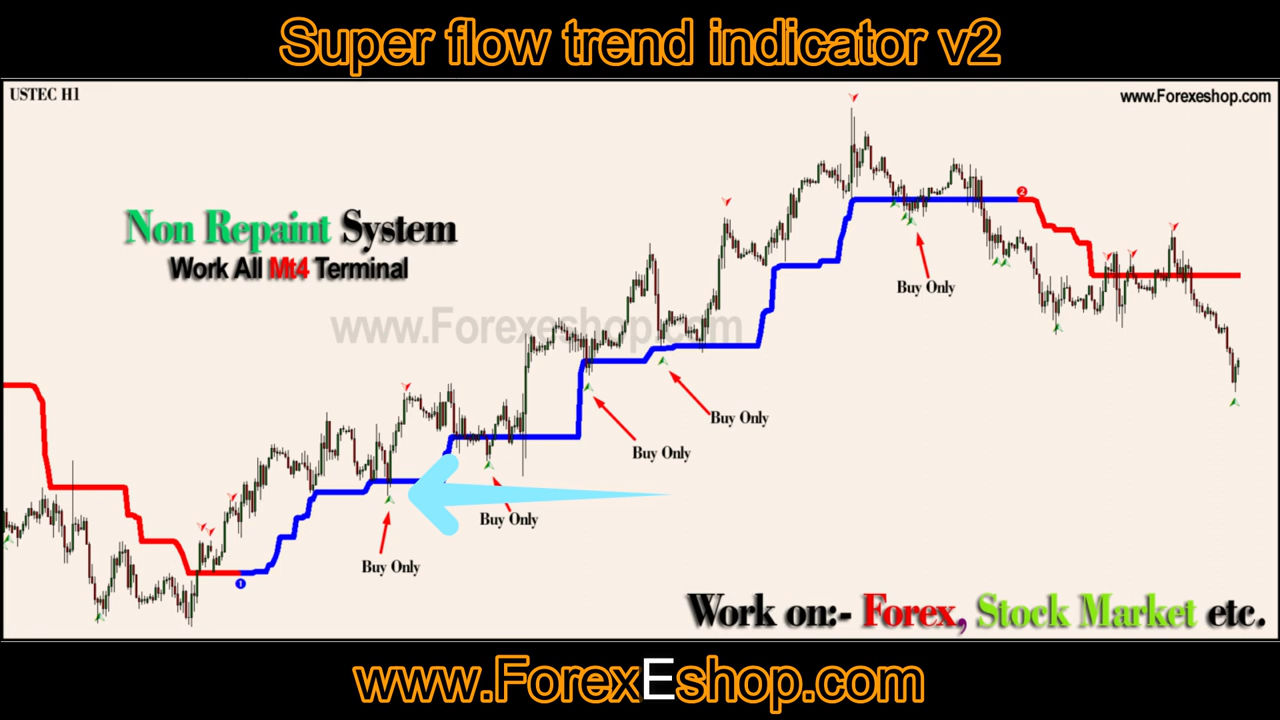 Super flow trend indicator v2
USTEC H1
www.Forexeshop.com
Non Repaint System
Work All Mt4 Terminal
www.Forexeshop.com
2
Buy Only
Buy Only
Buy Only
Buy Only
Buy Only
1
Work on:- Forex, Stock Market etc.
www.ForexEshop.com